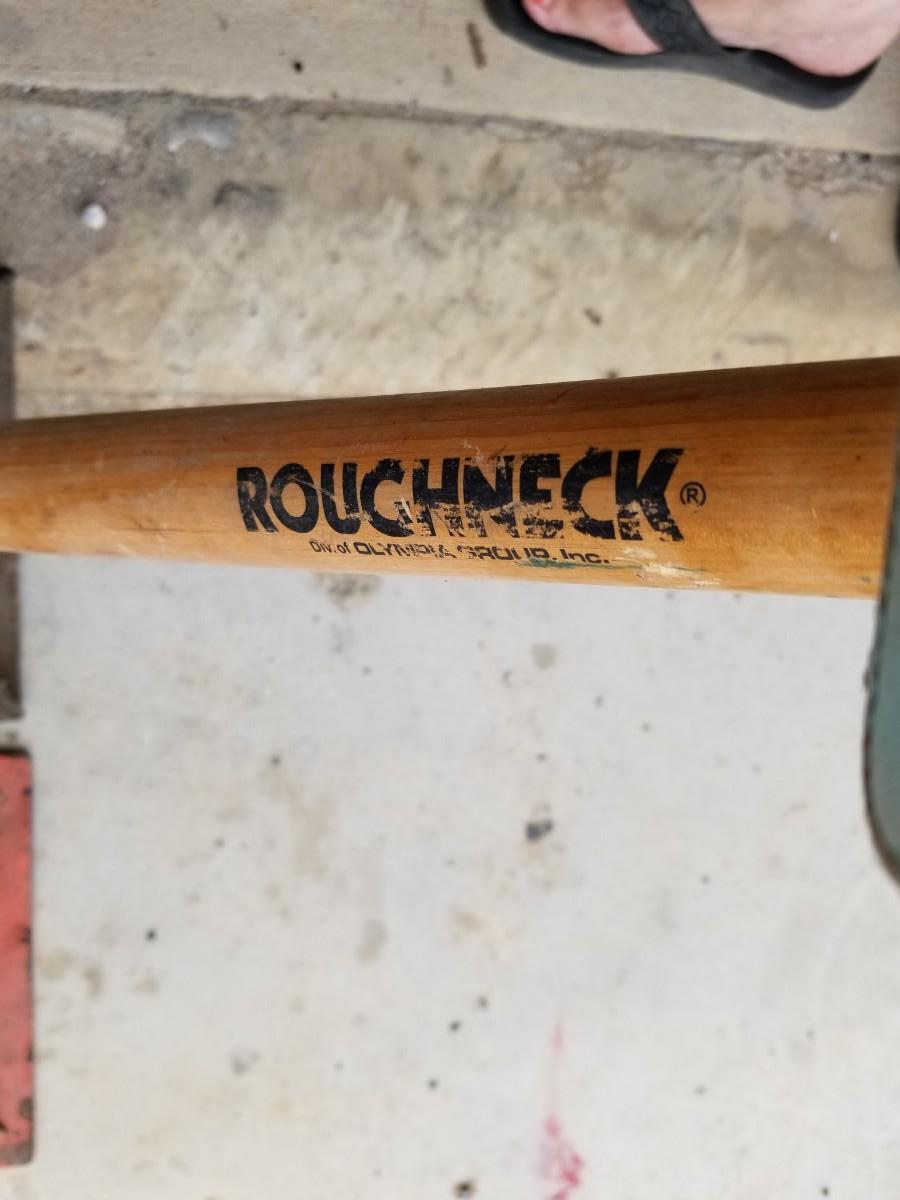 ROUGHNECK®
Div. of OLYMPIA GROUP, Inc.